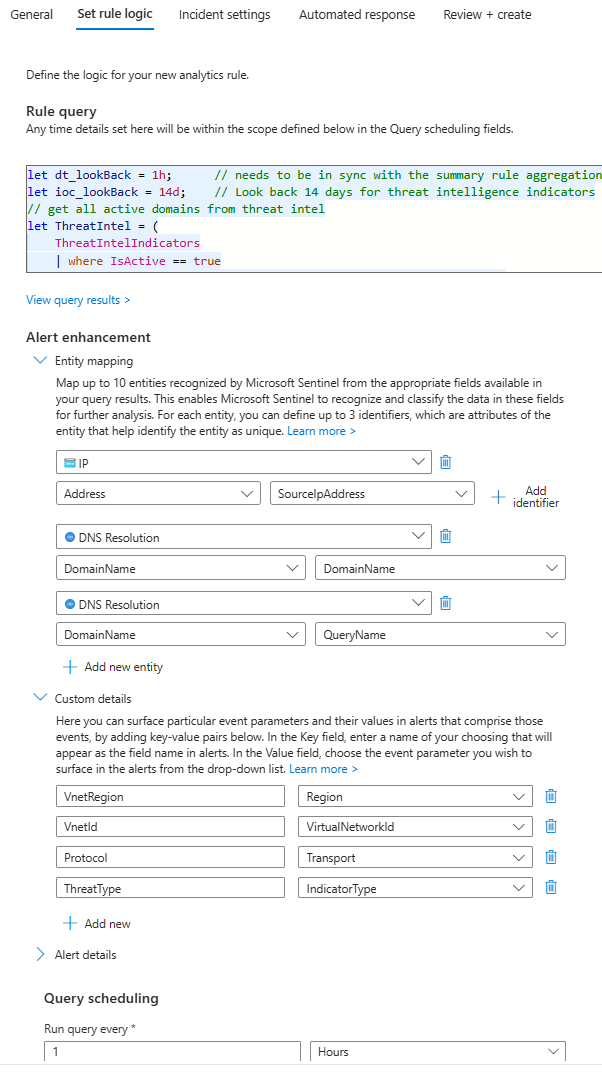 General Set rule logic Incident settings Automated response Review + create
Define the logic for your new analytics rule.
Rule query
Any time details set here will be within the scope defined below in the Query scheduling fields.
let dt_lookBack = 1h; // needs to be in sync with the summary rule aggregation
let ioc_lookBack = 14d; // Look back 14 days for threat intelligence indicators
// get all active domains from threat intel
let ThreatIntel = (
ThreatIntelIndicators
| where IsActive == true
View query results >
Alert enhancement
Entity mapping
Map up to 10 entities recognized by Microsoft Sentinel from the appropriate fields available in
your query results. This enables Microsoft Sentinel to recognize and classify the data in these fields
for further analysis. For each entity, you can define up to 3 identifiers, which are attributes of the
entity that help identify the entity as unique. Learn more >
IP
Address SourceIpAddress Add
identifier
DNS Resolution
DomainName DomainName
DNS Resolution
DomainName QueryName
Add new entity
Custom details
Here you can surface particular event parameters and their values in alerts that comprise those
events, by adding key-value pairs below. In the Key field, enter a name of your choosing that will
appear as the field name in alerts. In the Value field, choose the event parameter you wish to
surface in the alerts from the drop-down list. Learn more >
VnetRegion Region
VnetId VirtualNetworkId
Protocol Transport
ThreatType IndicatorType
Add new
Alert details
Query scheduling
Run query every *
1 Hours